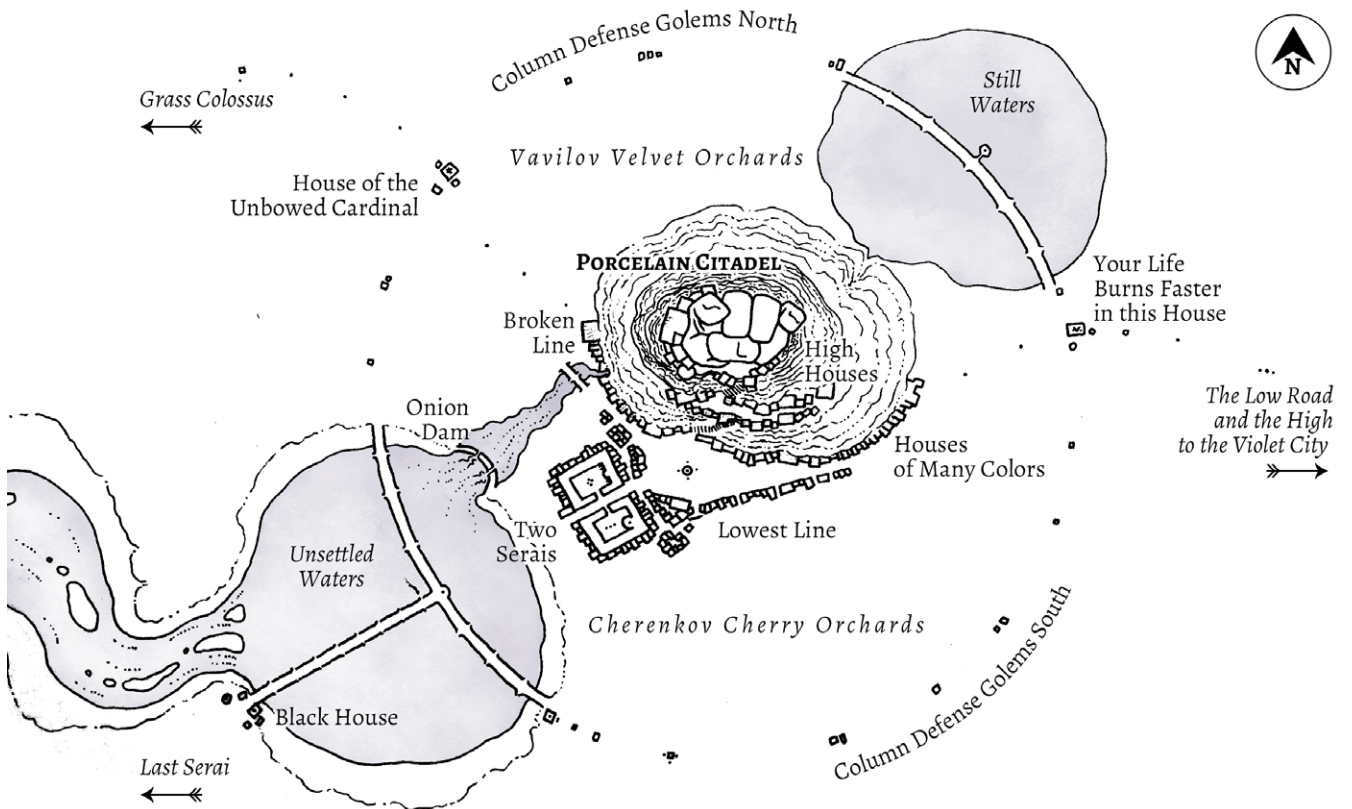 Column Defense Golems North
N
Still
Waters
Grass Colossus
Vavilov Velvet Orchards
House of the
Unbowed Cardinal
PORCELAIN CITADEL
Your Life
Burns Faster
in this House
Broken
Line
High
Houses
The Low Road
and the High
to the Violet City
Onion
Dam
Houses
of Many Colors
Two
Serais
Lowest Line
Unsettled
Waters
Cherenkov Cherry Orchards
Column Defense Golems South
Black House
Last Serai